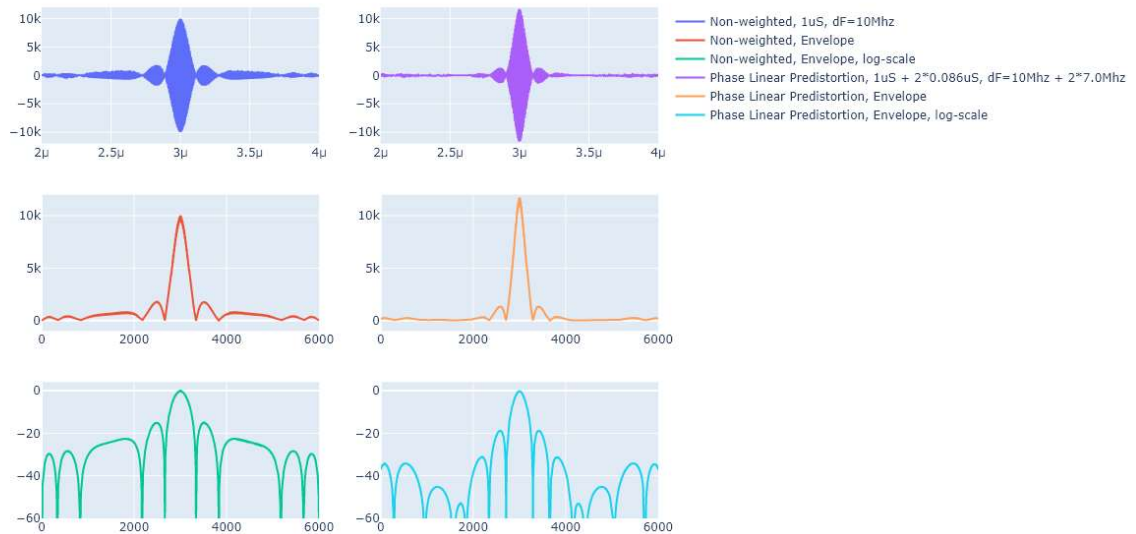 10k
5k
0
−5k
−10k
2μ 2.5μ 3μ 3.5μ 4μ
10k
5k
0
−5k
−10k
2μ 2.5μ 3μ 3.5μ 4μ
Non-weighted, 1uS, dF=10Mhz
Non-weighted, Envelope
Non-weighted, Envelope, log-scale
Phase Linear Predistortion, 1uS + 2*0.086uS, dF=10Mhz + 2*7.0Mhz
Phase Linear Predistortion, Envelope
Phase Linear Predistortion, Envelope, log-scale
10k
5k
0
0 2000 4000 6000
10k
5k
0
0 2000 4000 6000
0
−20
−40
−60
0 2000 4000 6000
0
−20
−40
−60
0 2000 4000 6000